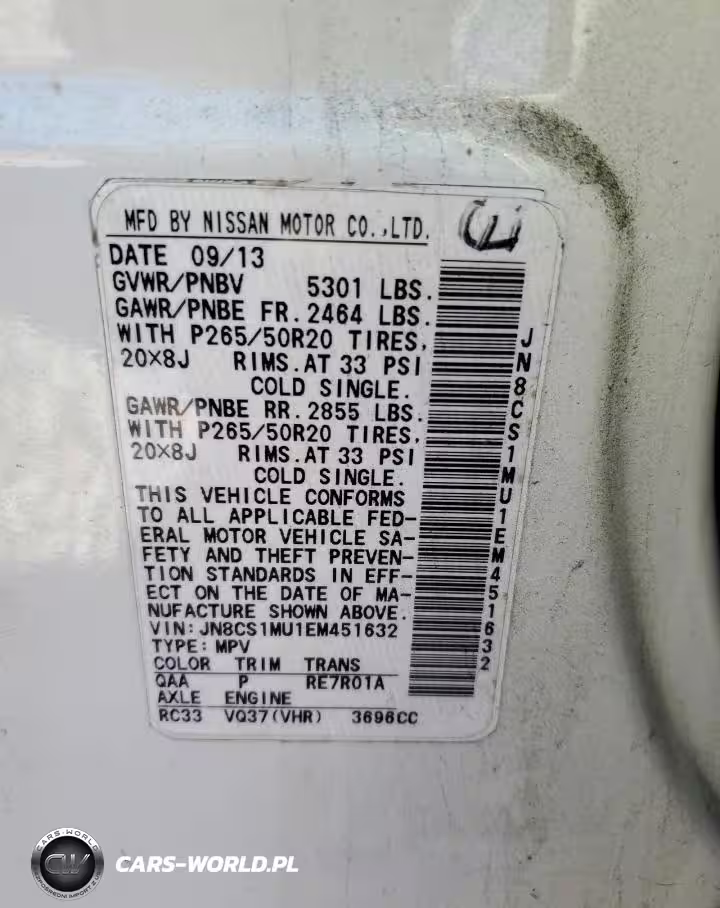 MFD BY NISSAN MOTOR CO.,LTD.
DATE 09/13
GVWR/PNBV 5301 LBS.
GAWR/PNBE FR.2464 LBS.
WITH P265/50R20 TIRES,
20×8J RIMS.AT 33 PSI
COLD SINGLE.
GAWR/PNBE RR.2855 LBS.
WITH P265/50R20 TIRES,
20×8J RIMS.AT 33 PSI
COLD SINGLE.
THIS VEHICLE CONFORMS
TO ALL APPLICABLE FED-
ERAL MOTOR VEHICLE SA-
FETY AND THEFT PREVEN-
TION STANDARDS IN EFF-
ECT ON THE DATE OF MA-
NUFACTURE SHOWN ABOVE.
VIN:JN8CS1MU1EM451632
TYPE:MPV
COLOR TRIM TRANS
QAA P RE7R01A
AXLE ENGINE
RC33 VQ37(VHR) 3696CC
JN8CS1MU1EM451632
CARS-WORLD
CW
CARS-WORLD.PL